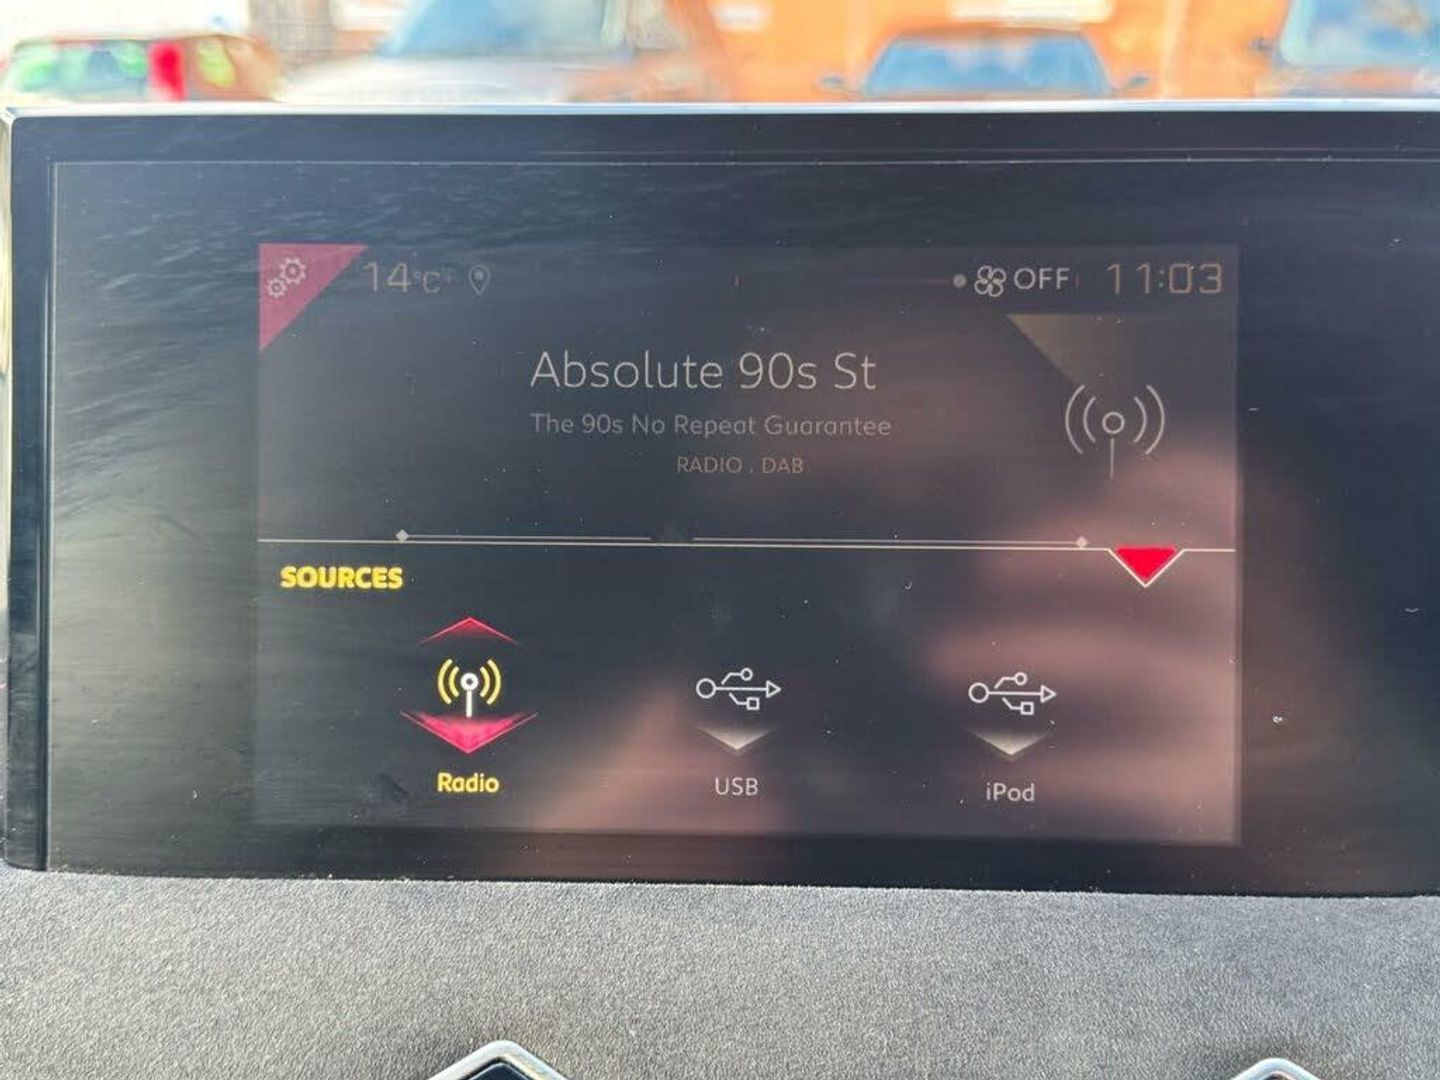 14°C OFF 11:03
Absolute 90s St
The 90s No Repeat Guarantee
RADIO . DAB
SOURCES
Radio USB iPod